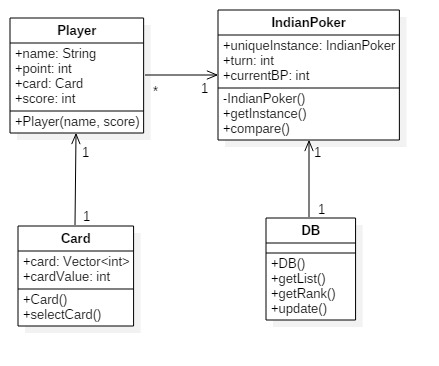 Player
+name: String
+point: int
+card: Card
+score: int
+Player(name, score)
IndianPoker
+uniqueInstance: IndianPoker
+turn: int
+currentBP: int
-IndianPoker()
+getInstance()
+compare()
*
1
1
1
1
1
Card
+card: Vector<int>
+cardValue: int
+Card()
+selectCard()
DB
+DB()
+getList()
+getRank()
+update()